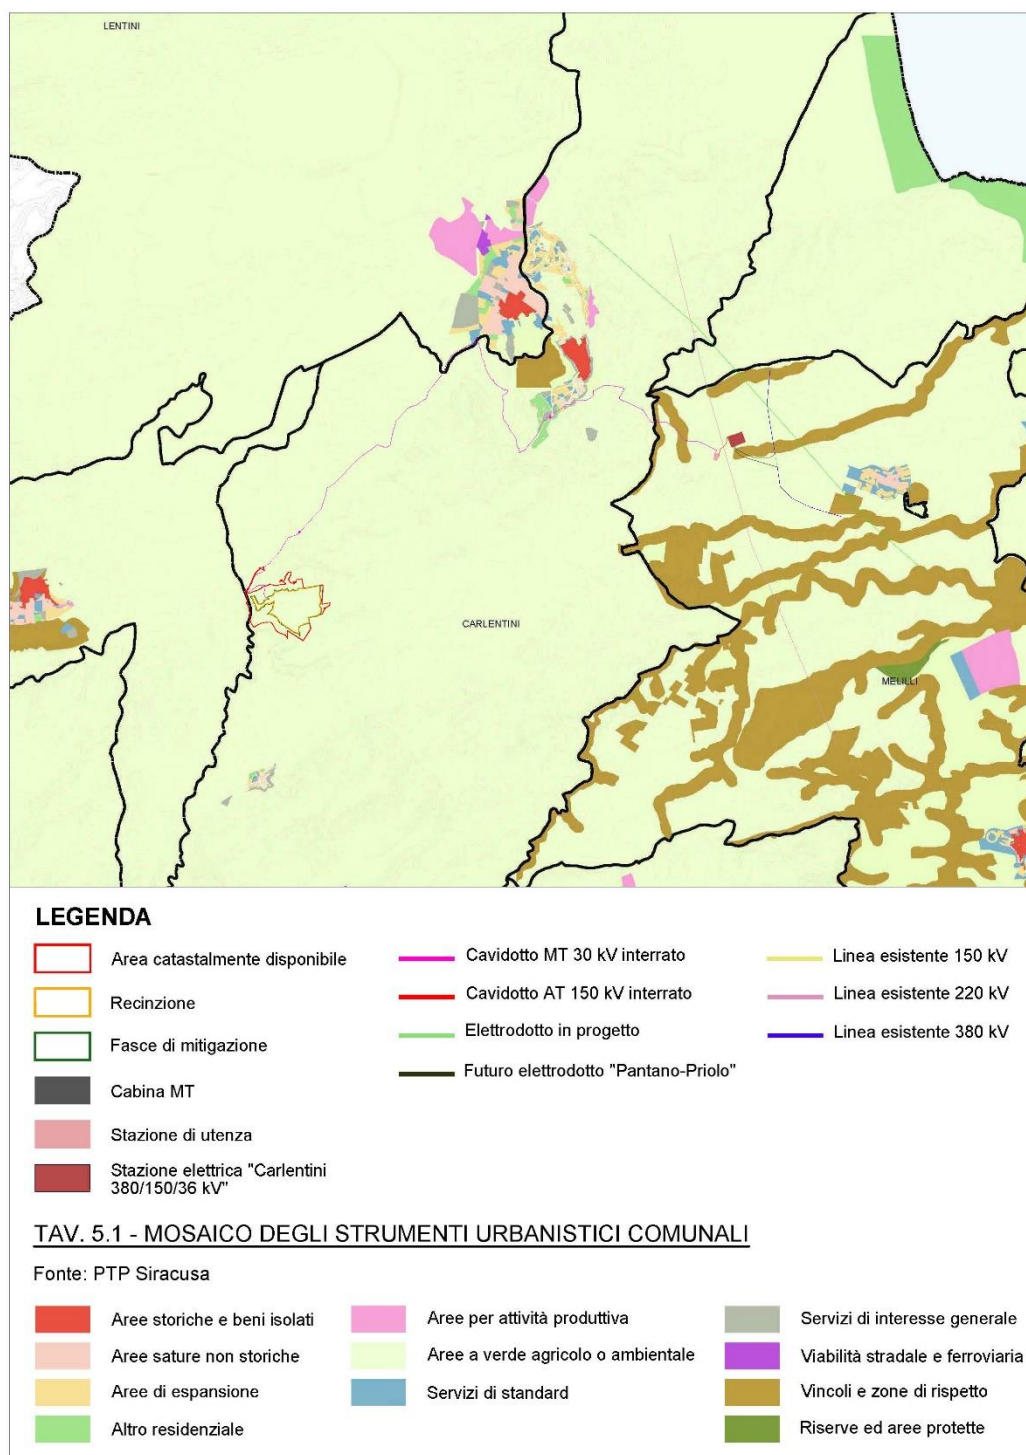 LENTINI
CARLENTINI
MELILLI
LEGENDA
Area catastalmente disponibile
Recinzione
Fasce di mitigazione
Cabina MT
Stazione di utenza
Stazione elettrica "Carlentini
380/150/36 kV"
Cavidotto MT 30 kV interrato
Cavidotto AT 150 kV interrato
Elettrodotto in progetto
Futuro elettrodotto "Pantano-Priolo"
Linea esistente 150 kV
Linea esistente 220 kV
Linea esistente 380 kV
TAV. 5.1 - MOSAICO DEGLI STRUMENTI URBANISTICI COMUNALI
Fonte: PTP Siracusa
Aree storiche e beni isolati
Aree sature non storiche
Aree di espansione
Altro residenziale
Aree per attività produttiva
Aree a verde agricolo o ambientale
Servizi di standard
Servizi di interesse generale
Viabilità stradale e ferroviaria
Vincoli e zone di rispetto
Riserve ed aree protette